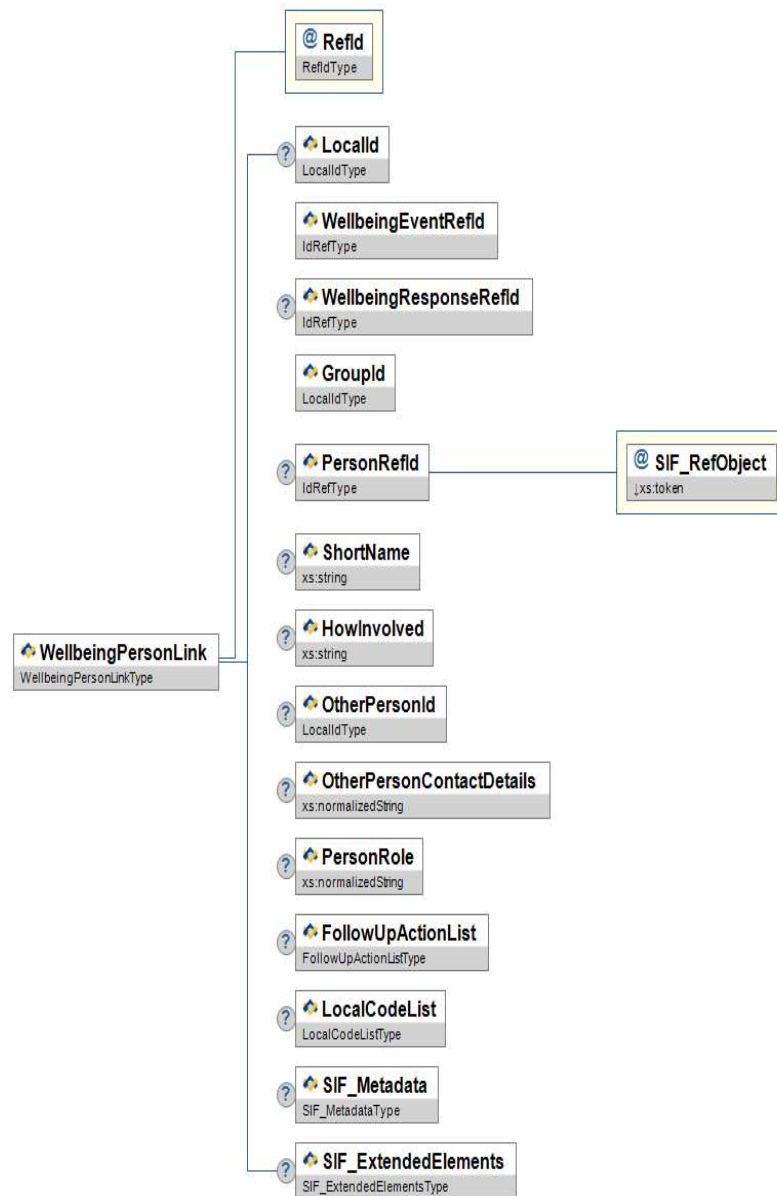 @ RefId
RefIdType
? LocalId
LocalIdType
WellbeingEventRefId
IdRefType
? WellbeingResponseRefId
IdRefType
GroupId
LocalIdType
? PersonRefId
IdRefType
@ SIF_RefObject
↓xs:token
? ShortName
xs:string
? HowInvolved
xs:string
WellbeingPersonLink
WellbeingPersonLinkType
? OtherPersonId
LocalIdType
? OtherPersonContactDetails
xs:normalizedString
? PersonRole
xs:normalizedString
? FollowUpActionList
FollowUpActionListType
? LocalCodeList
LocalCodeListType
? SIF_Metadata
SIF_MetadataType
? SIF_ExtendedElements
SIF_ExtendedElementsType